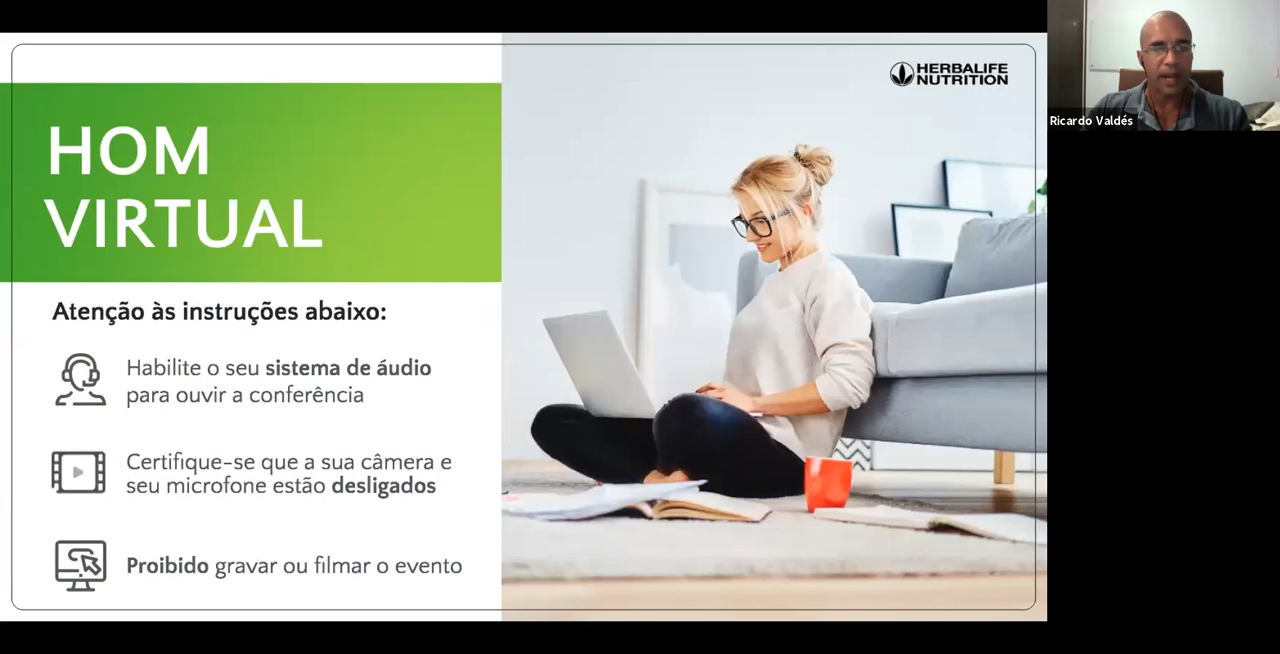 HOM
VIRTUAL
Atenção às instruções abaixo:
Habilite o seu sistema de áudio
para ouvir a conferência
Certifique-se que a sua câmera e
seu microfone estão desligados
Proibido gravar ou filmar o evento
HERBALIFE
NUTRITION
Ricardo Valdés